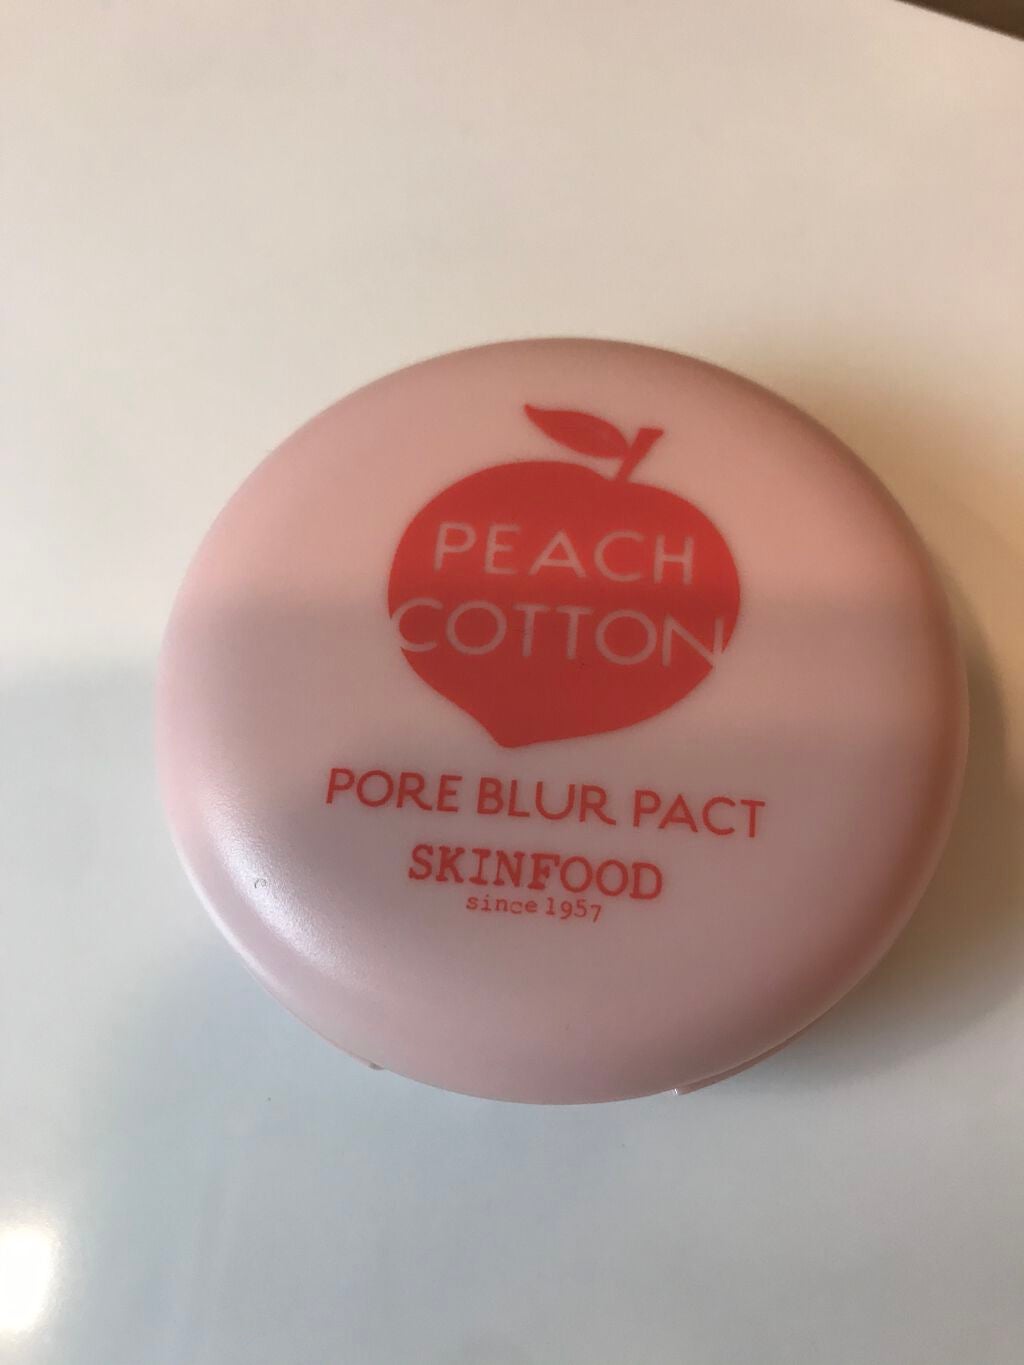 PEACH
COTTON
PORE BLUR PACT
SKINFOOD
since 1957